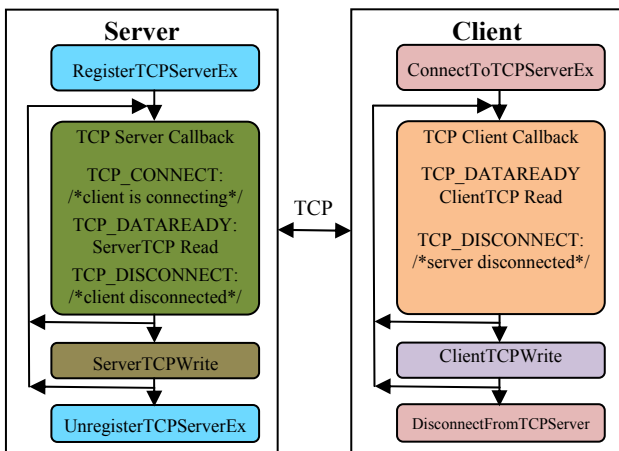 Server
RegisterTCPServerEx
TCP Server Callback
TCP_CONNECT:
/*client is connecting*/
TCP_DATAREADY:
ServerTCP Read
TCP_DISCONNECT:
/*client disconnected*/
ServerTCPWrite
UnregisterTCPServerEx
TCP
Client
ConnectToTCPServerEx
TCP Client Callback
TCP_DATAREADY
ClientTCP Read
TCP_DISCONNECT:
/*server disconnected*/
ClientTCPWrite
DisconnectFromTCPServer